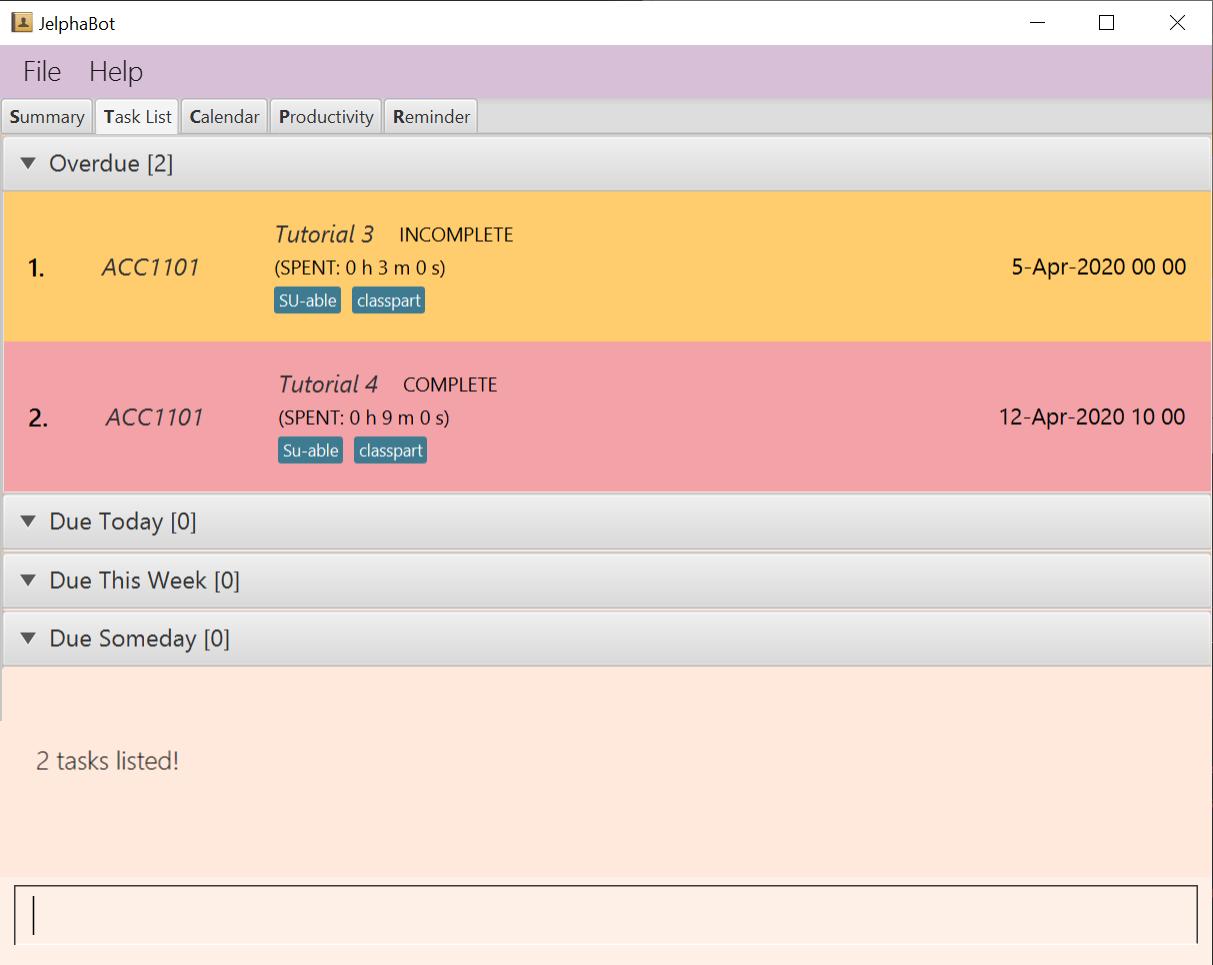 JelphaBot
File Help
Summary Task List Calendar Productivity Reminder
Overdue [2]
1. ACC1101 Tutorial 3 INCOMPLETE
(SPENT: 0 h 3 m 0 s)
SU-able classpart
5-Apr-2020 00 00
2. ACC1101 Tutorial 4 COMPLETE
(SPENT: 0 h 9 m 0 s)
Su-able classpart
12-Apr-2020 10 00
Due Today [0]
Due This Week [0]
Due Someday [0]
2 tasks listed!